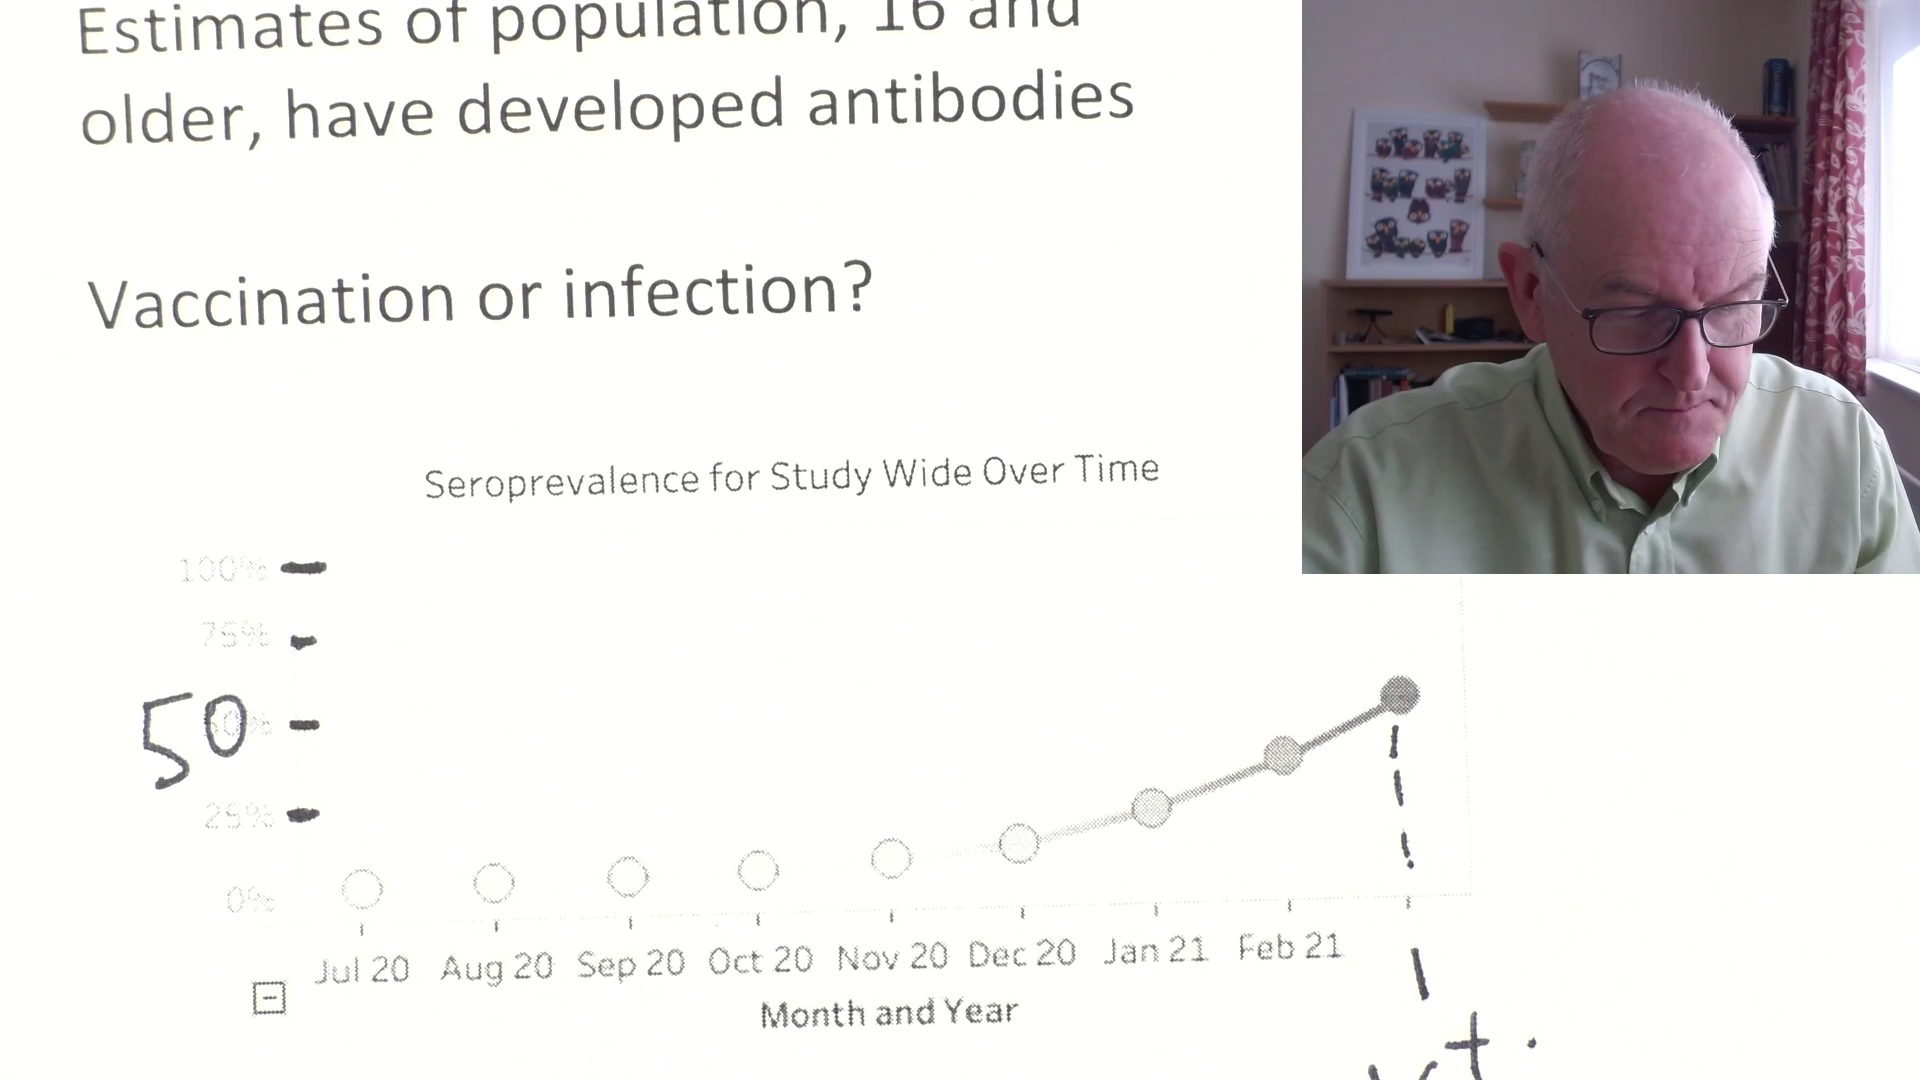 Estimates of population, 16 and
older, have developed antibodies
Vaccination or infection?
Seroprevalence for Study Wide Over Time
100%
75%
50%
50
25%
0%
Jul 20 Aug 20 Sep 20 Oct 20 Nov 20 Dec 20 Jan 21 Feb 21
Month and Year